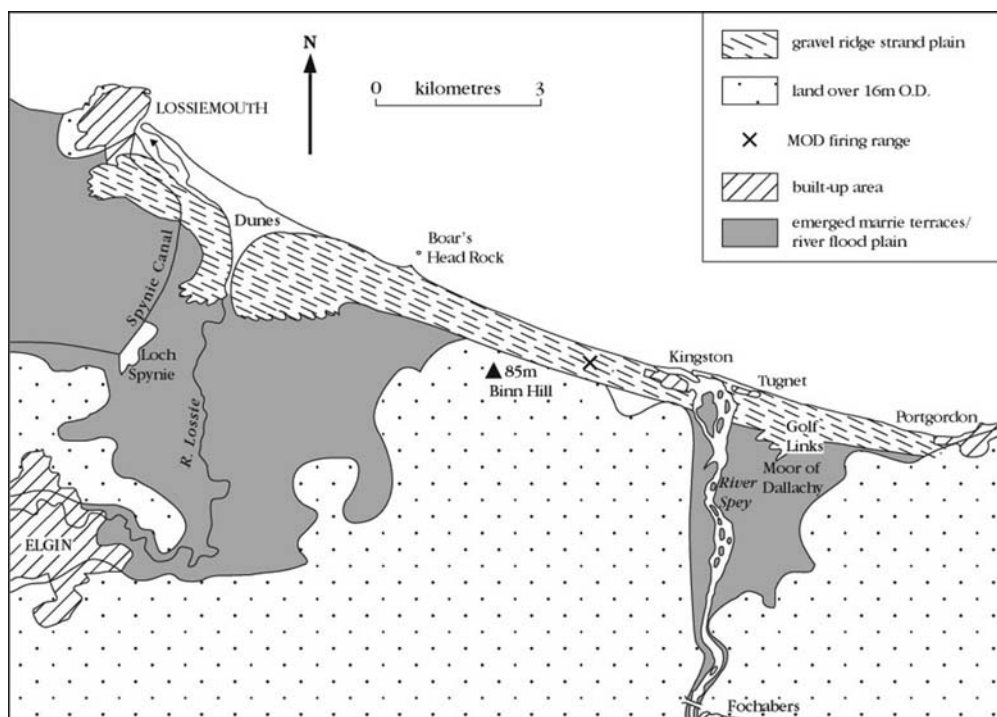 N
0 kilometres 3
gravel ridge strand plain
land over 16m O.D.
MOD firing range
built-up area
emerged marrie terraces/
river flood plain
LOSSIEMOUTH
Dunes
Boar's
Head Rock
Spynie Canal
Loch
Spynie
R. Lossie
85m
Binn Hill
Kingston
Tugnet
Portgordon
Golf
Links
Moor of
Dallachy
River
Spey
ELGIN
Fochabers